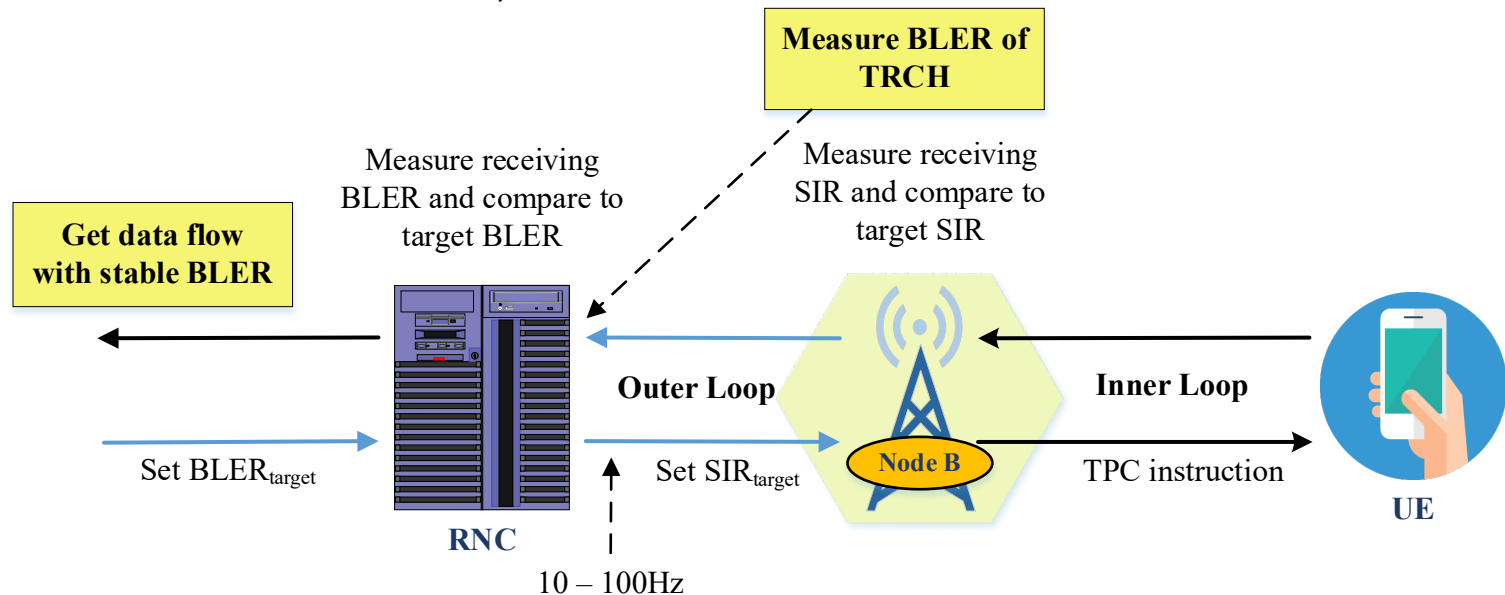 Measure BLER of
TRCH
Measure receiving
BLER and compare to
target BLER
Measure receiving
SIR and compare to
target SIR
Get data flow
with stable BLER
Outer Loop
Inner Loop
Set BLERtarget
Set SIRtarget
Node B
TPC instruction
RNC
UE
10 – 100Hz